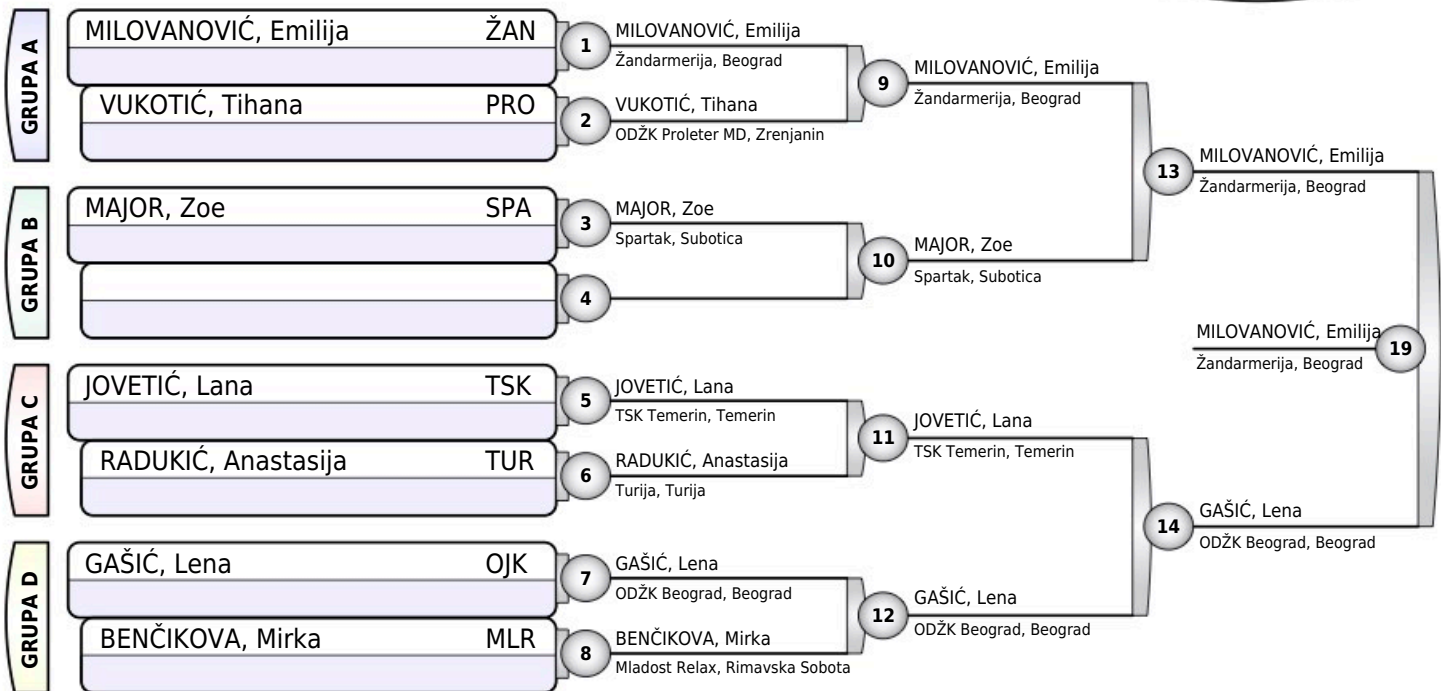 GRUPA A
MILOVANOVIĆ, Emilija ŽAN
VUKOTIĆ, Tihana PRO
1
MILOVANOVIĆ, Emilija
Žandarmerija, Beograd
2
VUKOTIĆ, Tihana
ODŽK Proleter MD, Zrenjanin
9
MILOVANOVIĆ, Emilija
Žandarmerija, Beograd
GRUPA B
MAJOR, Zoe SPA
3
MAJOR, Zoe
Spartak, Subotica
4
10
MAJOR, Zoe
Spartak, Subotica
13
MILOVANOVIĆ, Emilija
Žandarmerija, Beograd
GRUPA C
JOVETIĆ, Lana TSK
RADUKIĆ, Anastasija TUR
5
JOVETIĆ, Lana
TSK Temerin, Temerin
6
RADUKIĆ, Anastasija
Turija, Turija
11
JOVETIĆ, Lana
TSK Temerin, Temerin
GRUPA D
GAŠIĆ, Lena OJK
BENČIKOVA, Mirka MLR
7
GAŠIĆ, Lena
ODŽK Beograd, Beograd
8
BENČIKOVA, Mirka
Mladost Relax, Rimavska Sobota
12
GAŠIĆ, Lena
ODŽK Beograd, Beograd
14
GAŠIĆ, Lena
ODŽK Beograd, Beograd
MILOVANOVIĆ, Emilija
Žandarmerija, Beograd
19